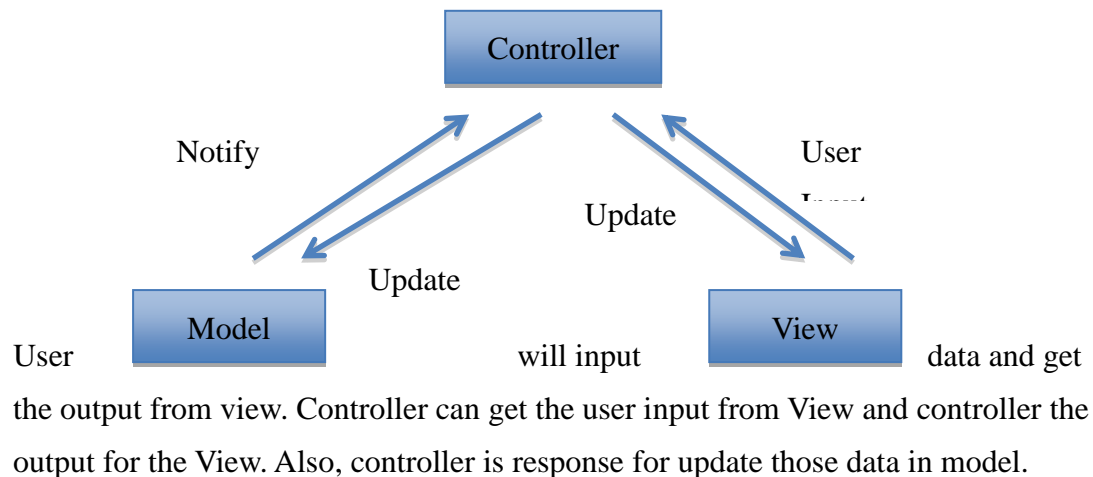 Controller
Notify
User
Update
Update
Model
View
User will input data and get
the output from view. Controller can get the user input from View and controller the
output for the View. Also, controller is response for update those data in model.